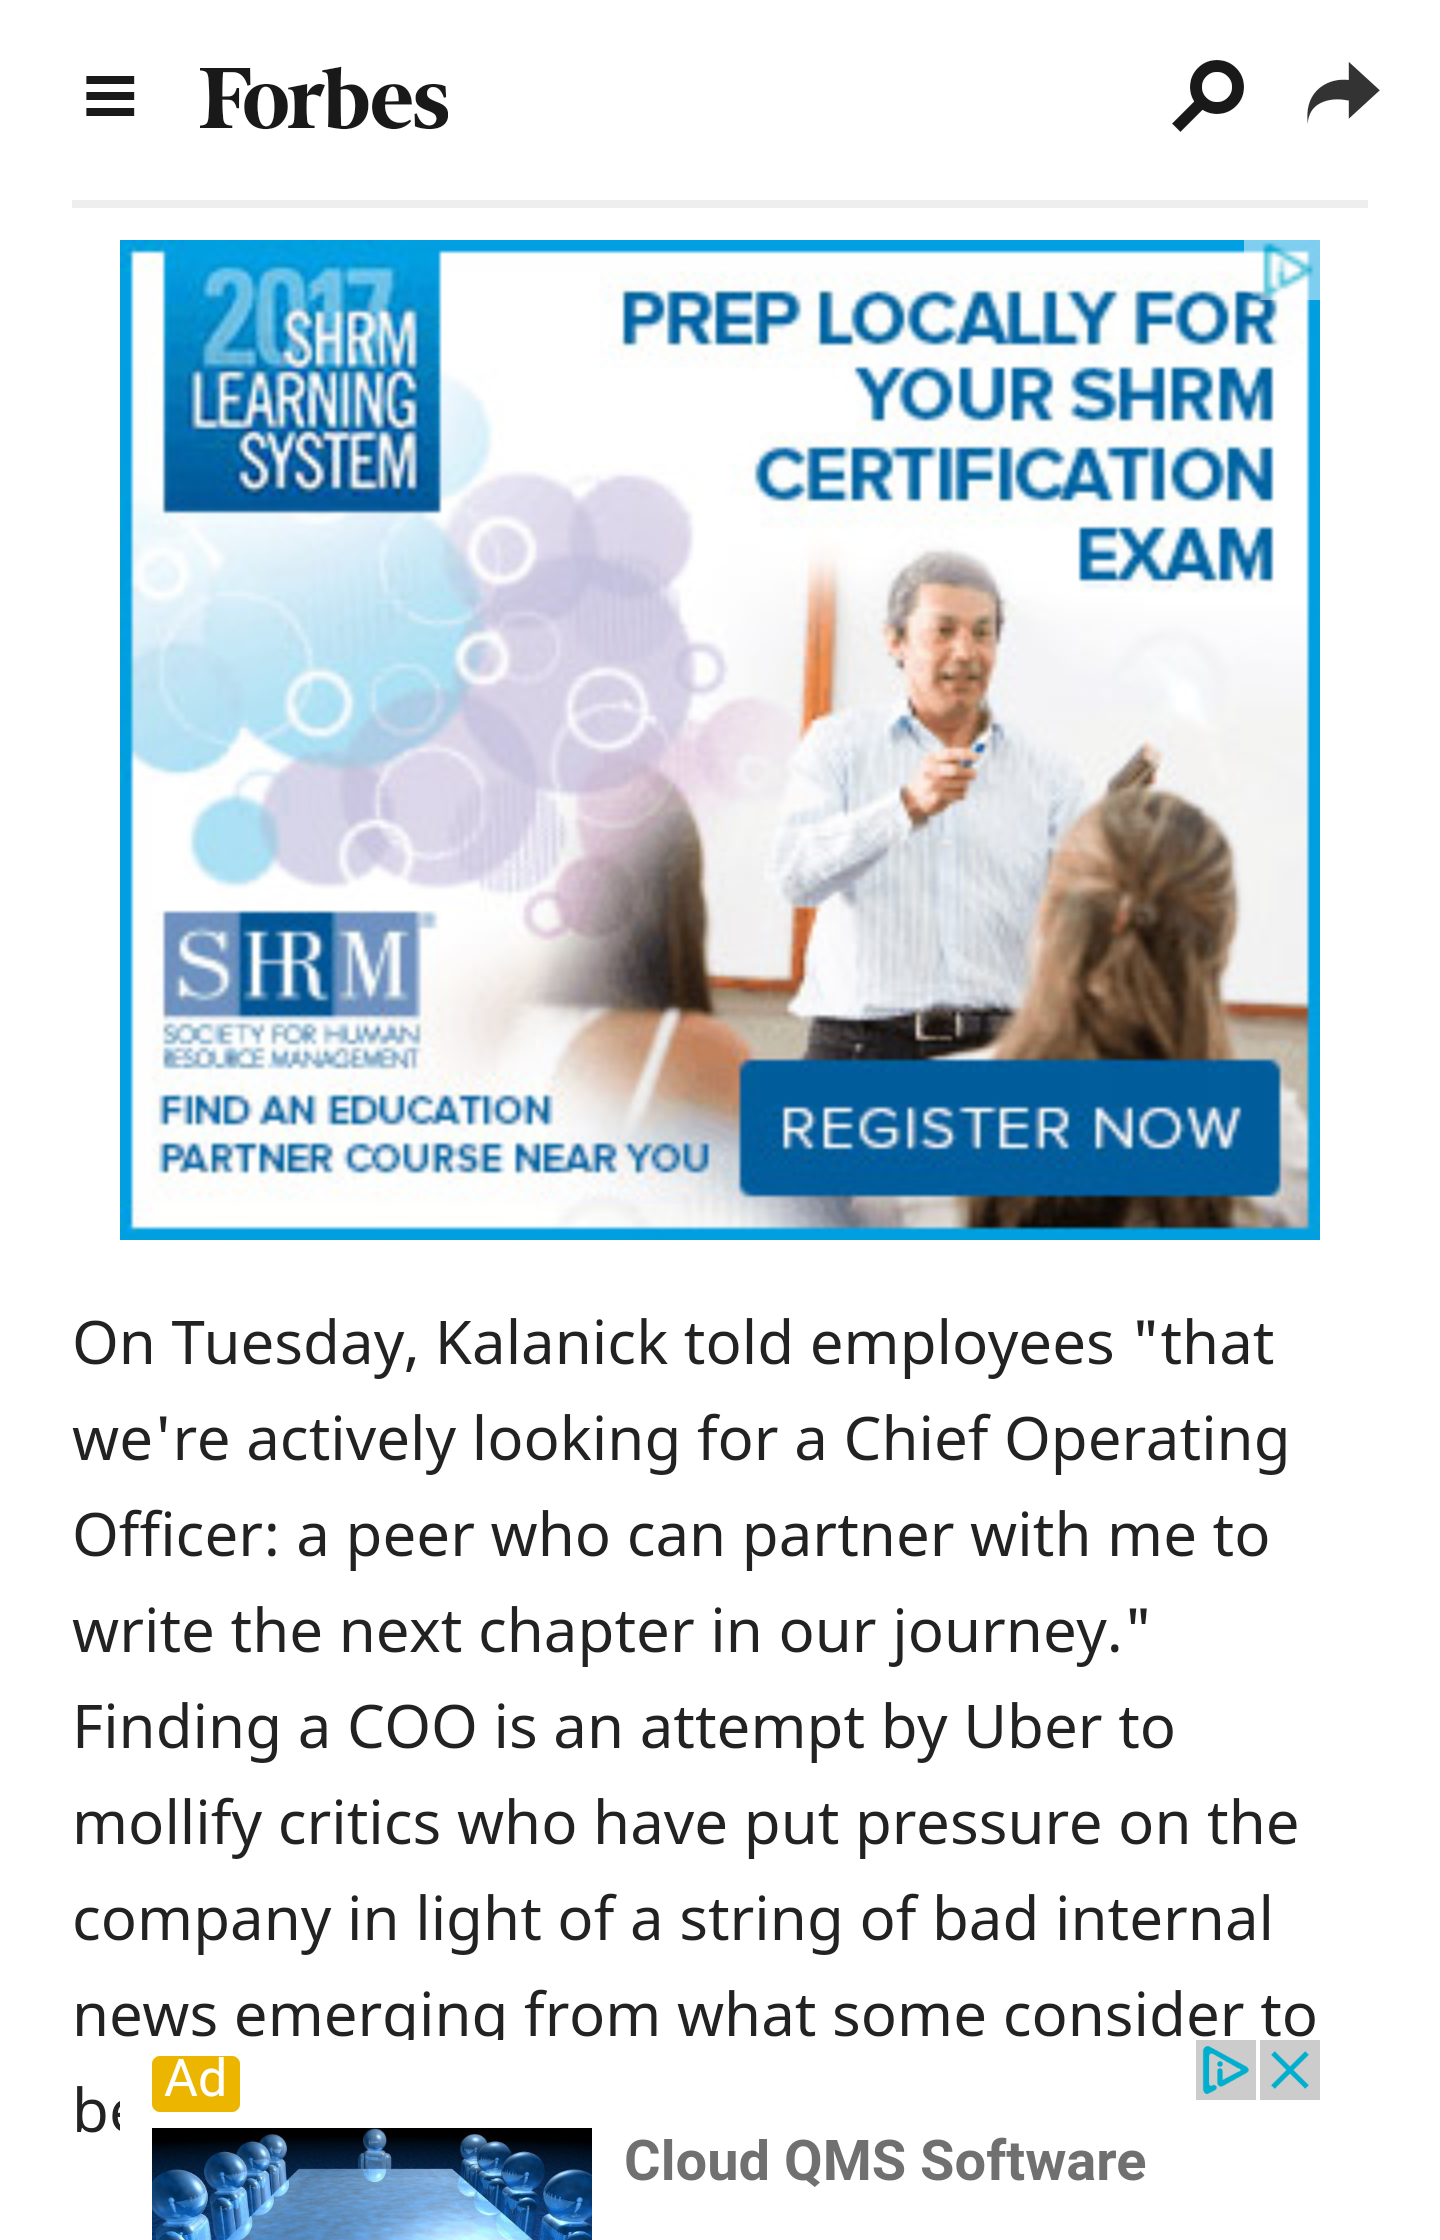 Forbes
2017
SHRM
LEARNING
SYSTEM
PREP LOCALLY FOR
YOUR SHRM
CERTIFICATION
EXAM
SHRM®
SOCIETY FOR HUMAN
RESOURCE MANAGEMENT
FIND AN EDUCATION
PARTNER COURSE NEAR YOU
REGISTER NOW
On Tuesday, Kalanick told employees "that
we're actively looking for a Chief Operating
Officer: a peer who can partner with me to
write the next chapter in our journey."
Finding a COO is an attempt by Uber to
mollify critics who have put pressure on the
company in light of a string of bad internal
news emerging from what some consider to
Ad
Cloud QMS Software